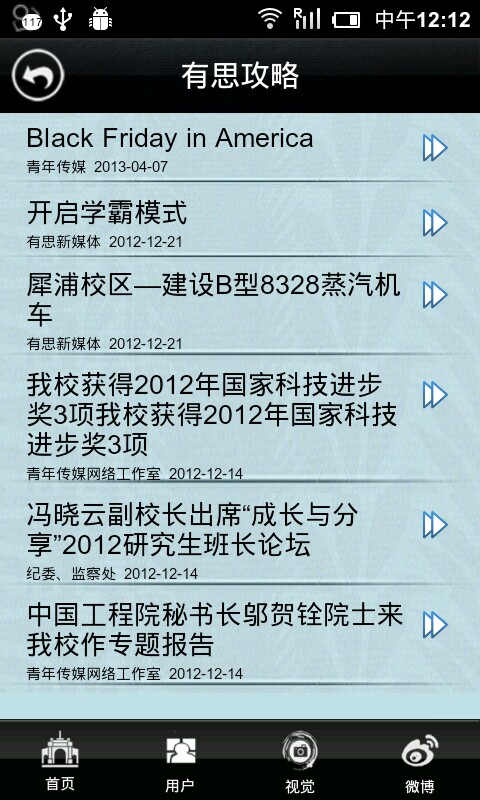 117
R
中午12:12
有思攻略
Black Friday in America
青年传媒 2013-04-07
开启学霸模式
有思新媒体 2012-12-21
犀浦校区—建设B型8328蒸汽机
车
有思新媒体 2012-12-21
我校获得2012年国家科技进步
奖3项我校获得2012年国家科技
进步奖3项
青年传媒网络工作室 2012-12-14
冯晓云副校长出席“成长与分
享”2012研究生班长论坛
纪委、监察处 2012-12-14
中国工程院秘书长邬贺铨院士来
我校作专题报告
青年传媒网络工作室 2012-12-14
首页
用户
视觉
微博